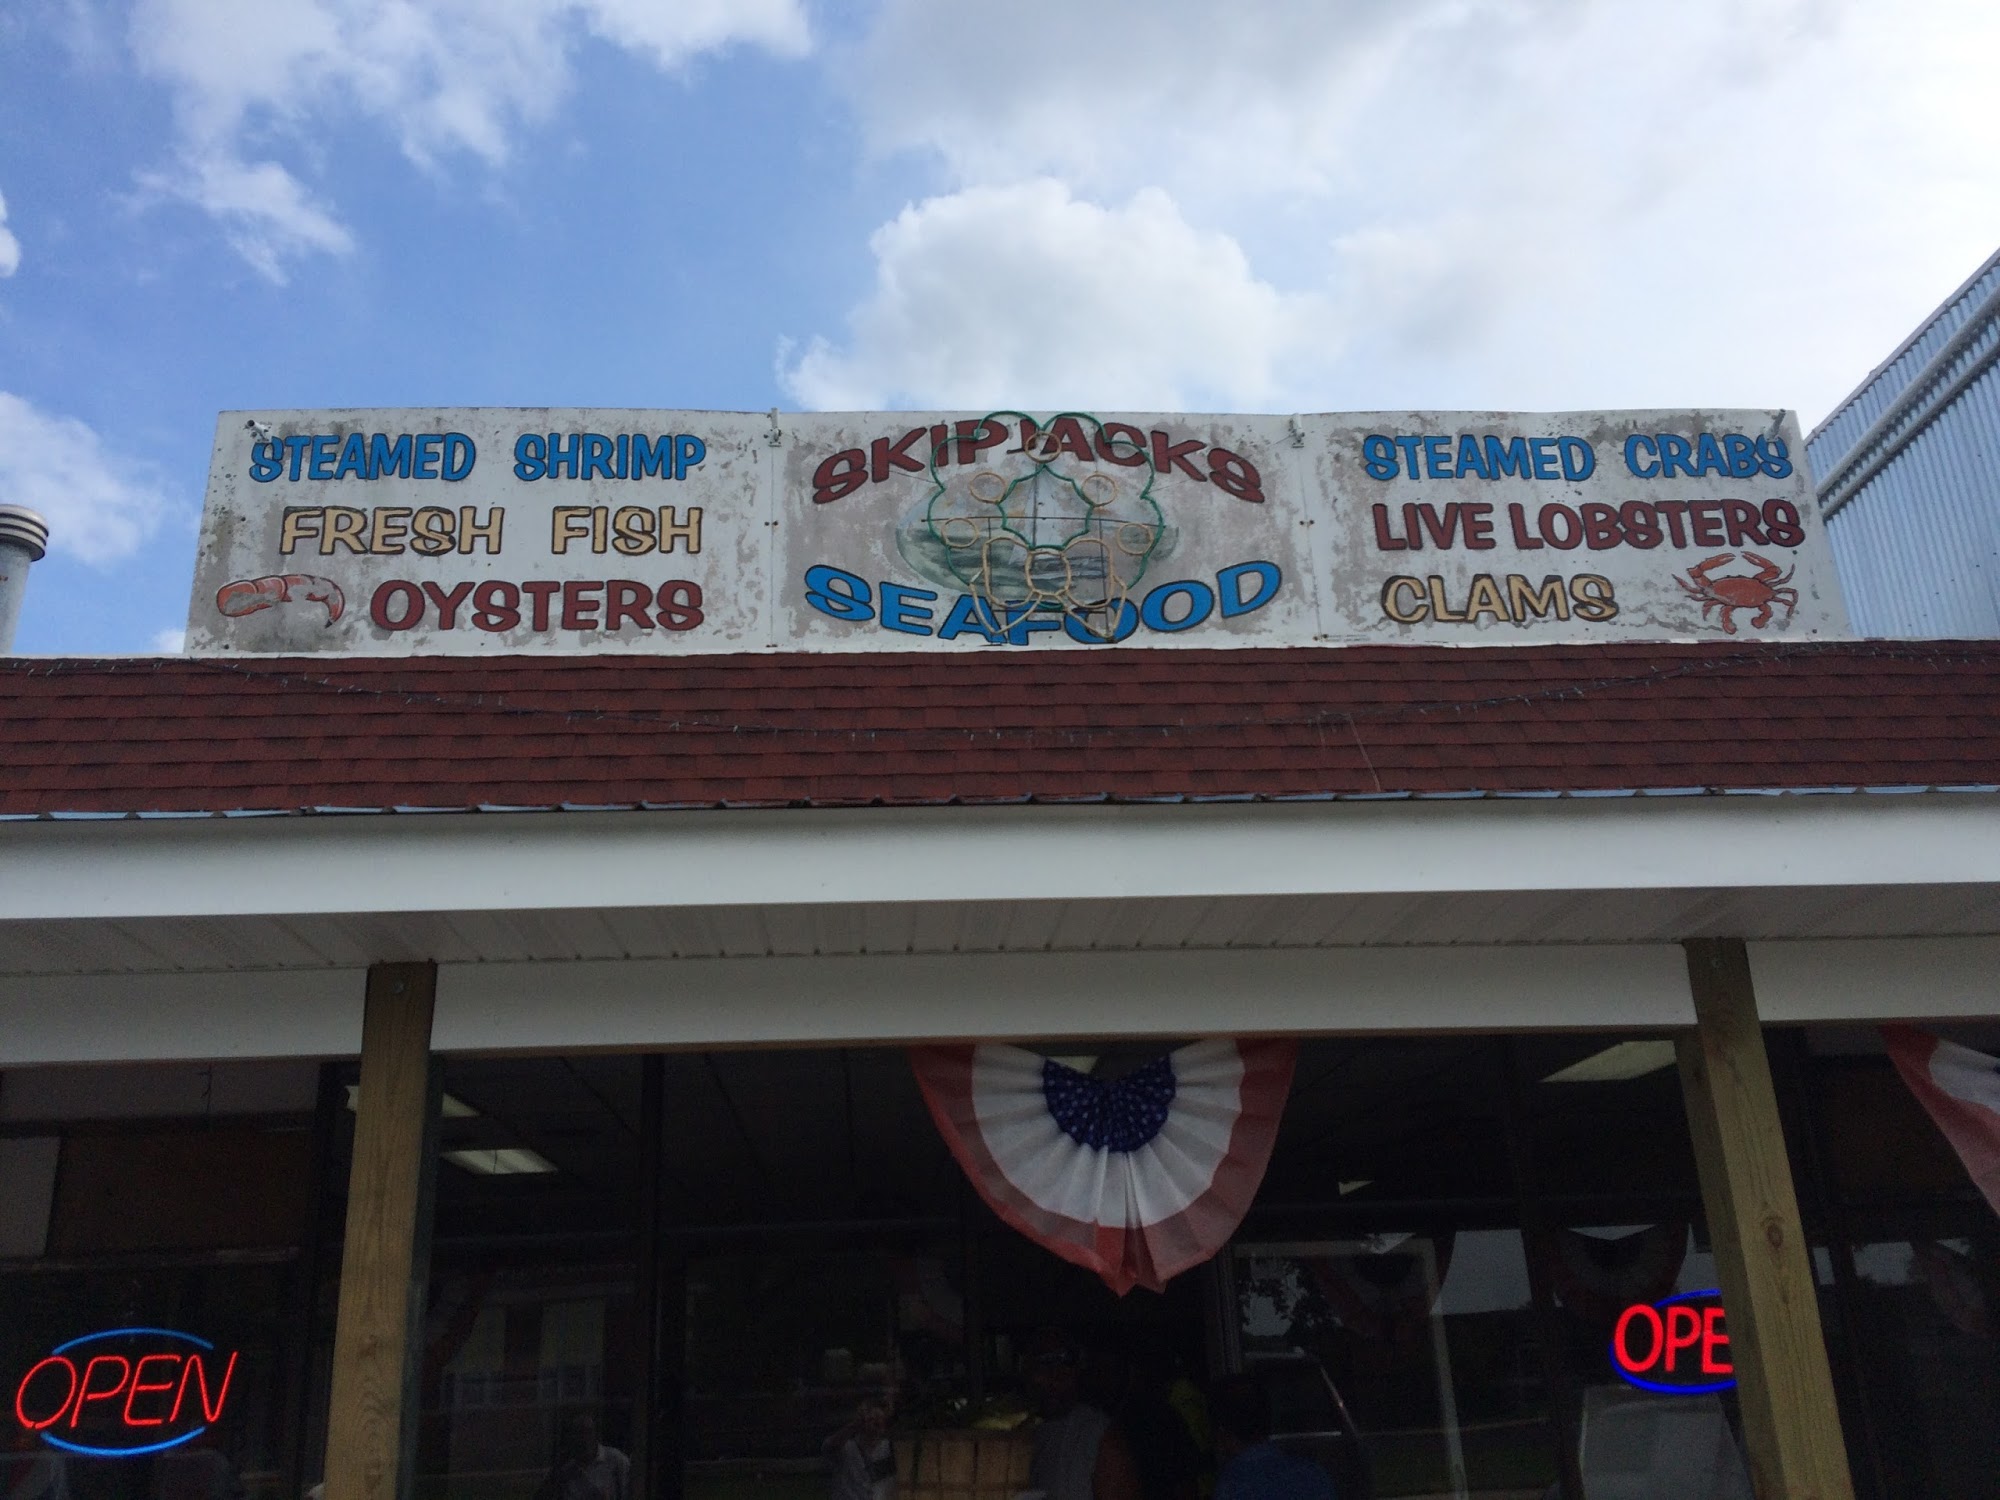 STEAMED SHRIMP
FRESH FISH
OYSTERS
SKIPJACKS
SEAFOOD
STEAMED CRABS
LIVE LOBSTERS
CLAMS
OPEN
OPE